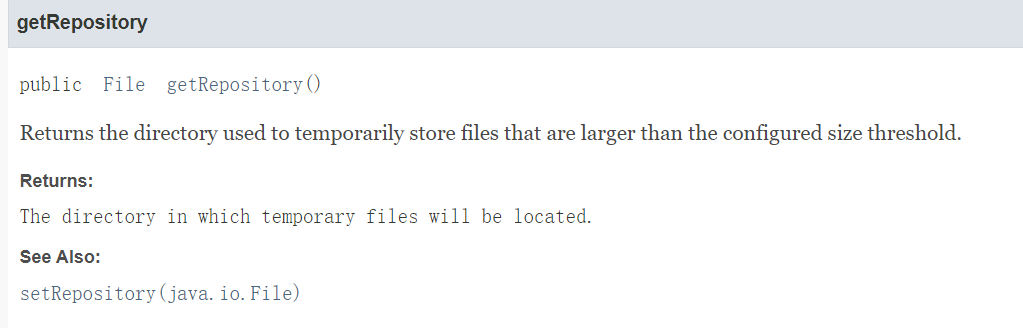 getRepository
public File getRepository()
Returns the directory used to temporarily store files that are larger than the configured size threshold.
Returns:
The directory in which temporary files will be located.
See Also:
setRepository(java.io.File)